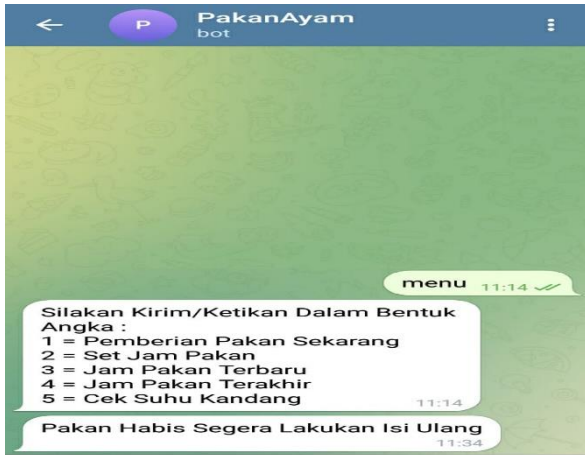 P
PakanAyam
bot
menu 11:14
Silakan Kirim/Ketikan Dalam Bentuk
Angka :
1 = Pemberian Pakan Sekarang
2 = Set Jam Pakan
3 = Jam Pakan Terbaru
4 = Jam Pakan Terakhir
5 = Cek Suhu Kandang
11:14
Pakan Habis Segera Lakukan Isi Ulang
11:34